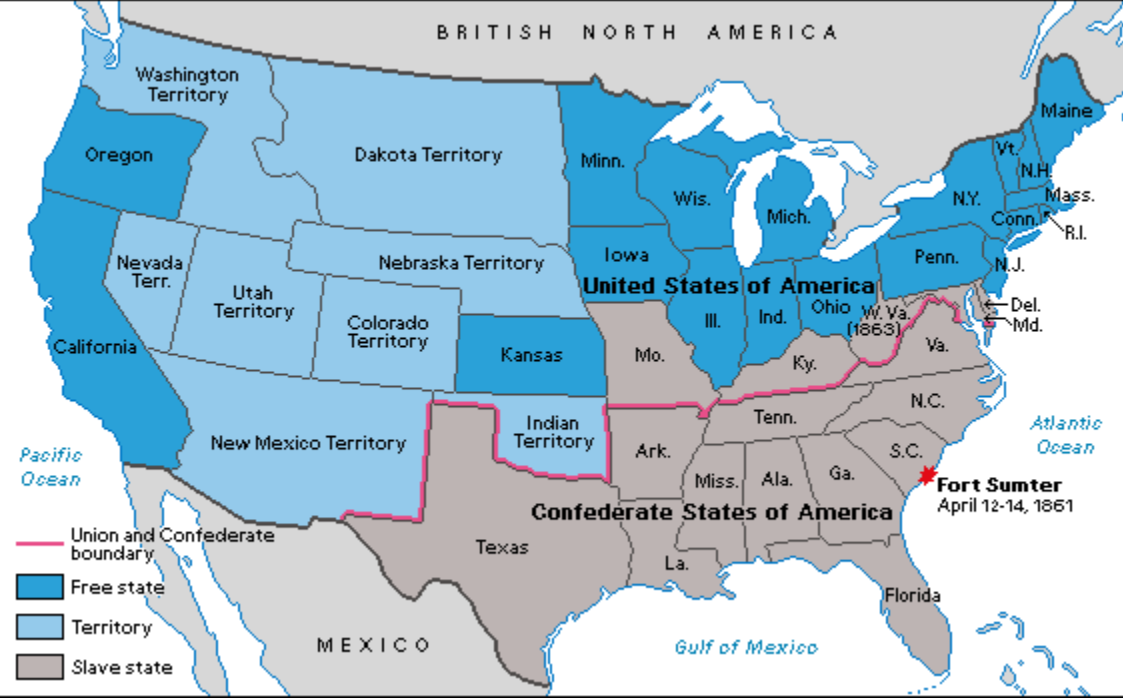 BRITISH NORTH AMERICA
Washington
Territory
Oregon
Dakota Territory
Minn.
Wis.
Mich.
Maine
Vt.
N.H.
N.Y.
Mass.
Conn.
R.I.
Nevada
Terr.
Utah
Territory
Nebraska Territory
Iowa
Penn.
N.J.
United States of America
Colorado
Territory
California
Kansas
Ill.
Ind.
Ohio
W. Va.
(1863)
Del.
Md.
Mo.
Ky.
Va.
New Mexico Territory
Indian
Territory
Tenn.
N.C.
Ark.
Miss.
Ala.
Ga.
S.C.
Atlantic
Ocean
Pacific
Ocean
Fort Sumter
April 12-14, 1861
Confederate States of America
Texas
La.
Florida
MEXICO
Gulf of Mexico
Union and Confederate
boundary
Free state
Territory
Slave state